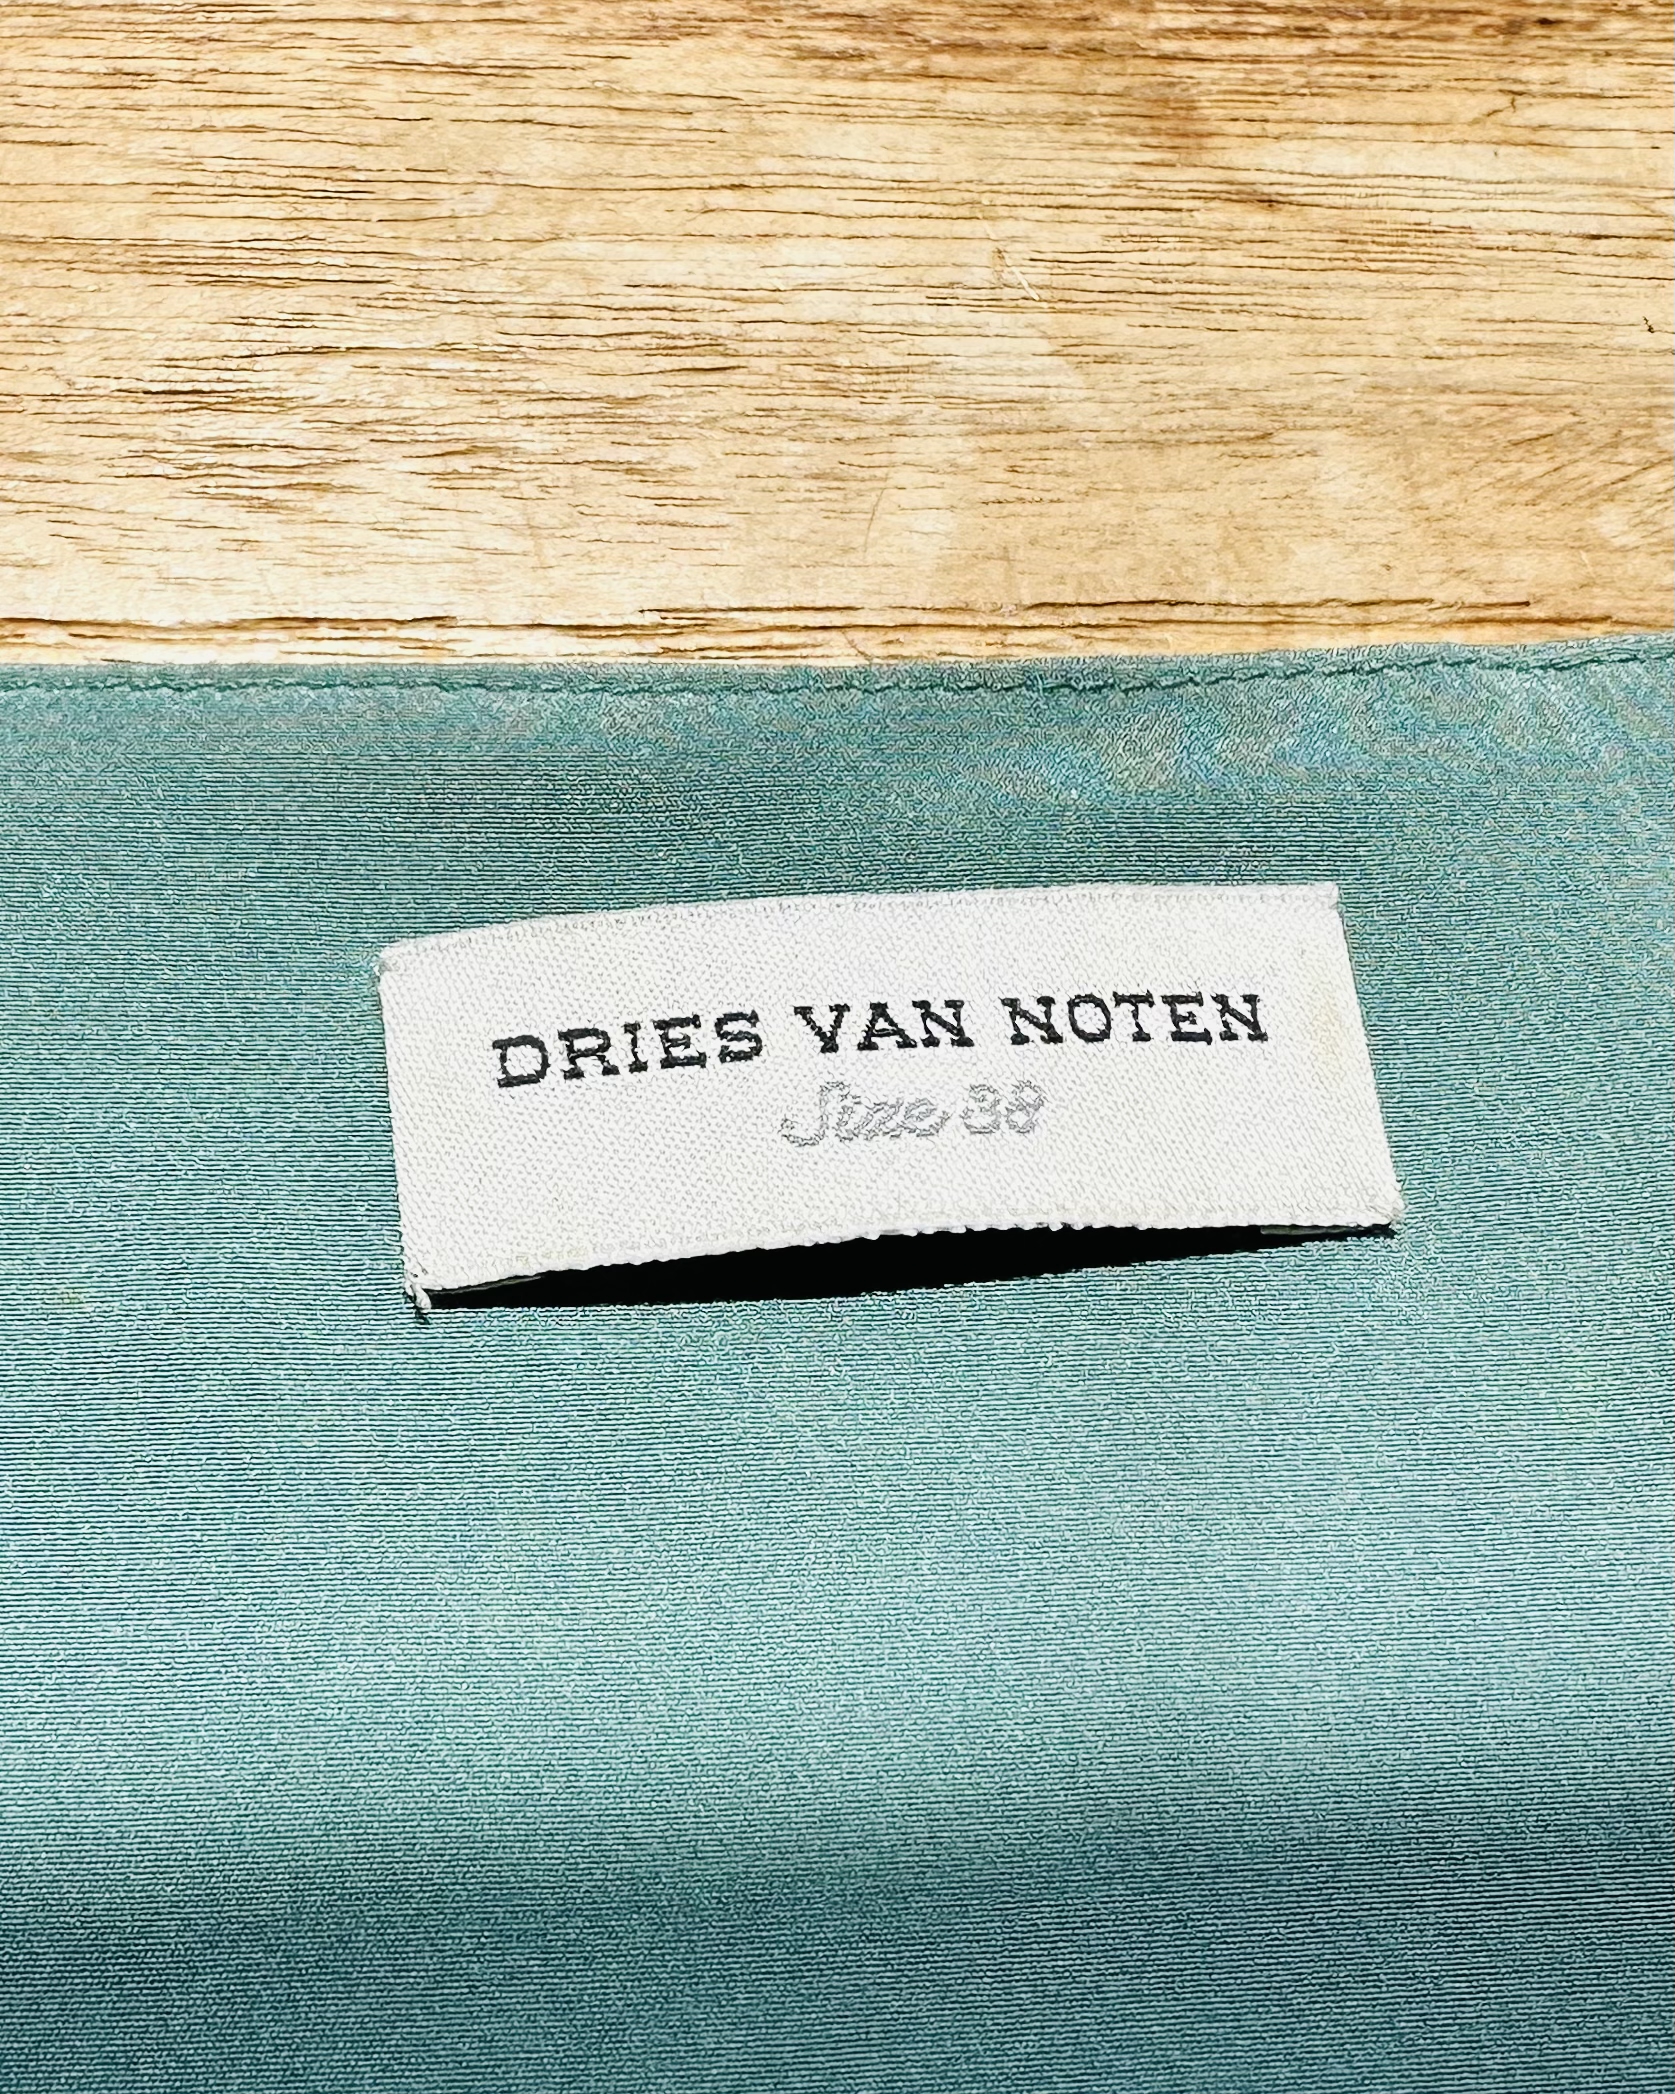 DRIES VAN NOTEN
Size 38